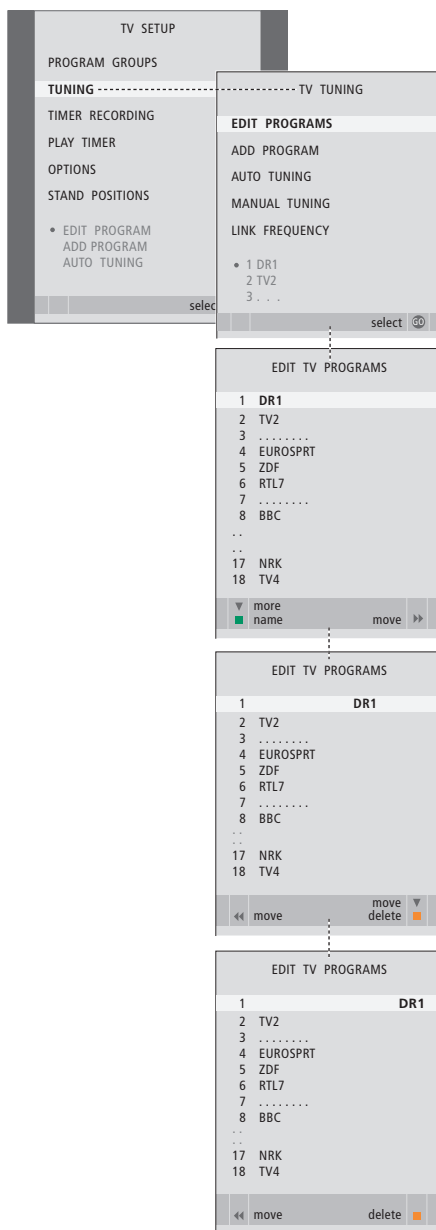 TV SETUP
PROGRAM GROUPS
TUNING
TIMER RECORDING
PLAY TIMER
OPTIONS
STAND POSITIONS
• EDIT PROGRAM
ADD PROGRAM
AUTO TUNING
selec
TV TUNING
EDIT PROGRAMS
ADD PROGRAM
AUTO TUNING
MANUAL TUNING
LINK FREQUENCY
• 1 DR1
2 TV2
3 . . .
select GO
EDIT TV PROGRAMS
1 DR1
2 TV2
3 ........
4 EUROSPRT
5 ZDF
6 RTL7
7 ........
8 BBC
. .
. .
17 NRK
18 TV4
▼ more
name move
EDIT TV PROGRAMS
1 DR1
2 TV2
3 ........
4 EUROSPRT
5 ZDF
6 RTL7
7 ........
8 BBC
. .
. .
17 NRK
18 TV4
move ▼
move delete
EDIT TV PROGRAMS
1 DR1
2 TV2
3 ........
4 EUROSPRT
5 ZDF
6 RTL7
7 ........
8 BBC
. .
. .
17 NRK
18 TV4
move delete